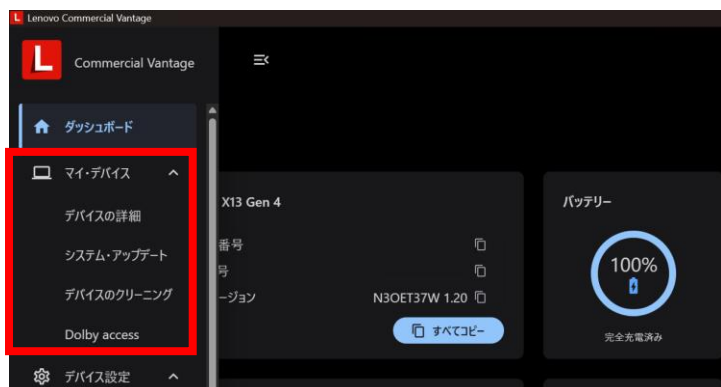 Lenovo Commercial Vantage
Commercial Vantage
ダッシュボード
マイ・デバイス
デバイスの詳細
システム・アップデート
デバイスのクリーニング
Dolby access
デバイス設定
X13 Gen 4
番号
号
ージョン
N3OET37W 1.20
すべてコピー
バッテリー
100%
完全充電済み